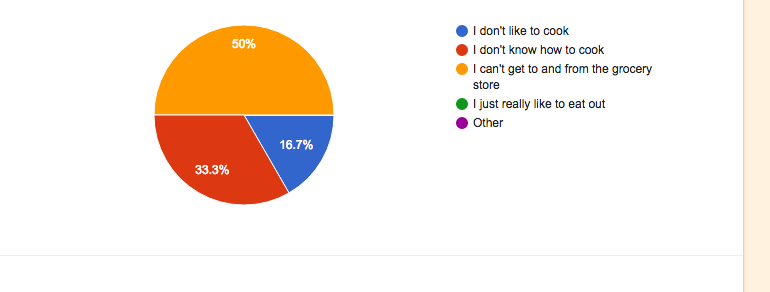 50%
16.7%
33.3%
I don't like to cook
I don't know how to cook
I can't get to and from the grocery
store
I just really like to eat out
Other